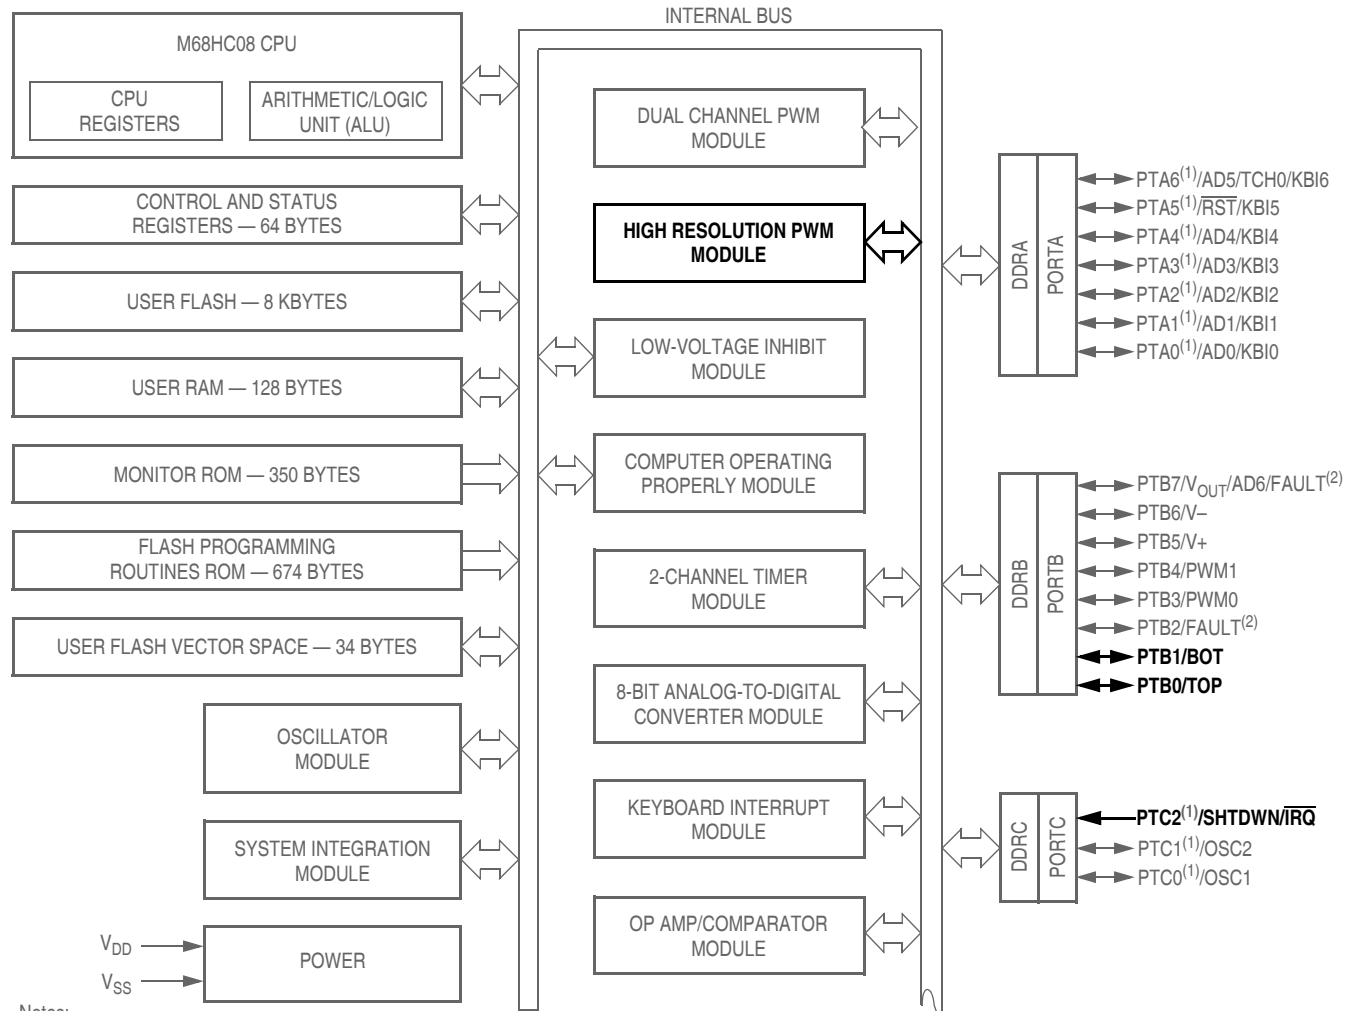 INTERNAL BUS
M68HC08 CPU
CPU
REGISTERS
ARITHMETIC/LOGIC
UNIT (ALU)
CONTROL AND STATUS
REGISTERS — 64 BYTES
USER FLASH — 8 KBYTES
USER RAM — 128 BYTES
MONITOR ROM — 350 BYTES
FLASH PROGRAMMING
ROUTINES ROM — 674 BYTES
USER FLASH VECTOR SPACE — 34 BYTES
OSCILLATOR
MODULE
SYSTEM INTEGRATION
MODULE
VDD
VSS
POWER
DUAL CHANNEL PWM
MODULE
HIGH RESOLUTION PWM
MODULE
LOW-VOLTAGE INHIBIT
MODULE
COMPUTER OPERATING
PROPERLY MODULE
2-CHANNEL TIMER
MODULE
8-BIT ANALOG-TO-DIGITAL
CONVERTER MODULE
KEYBOARD INTERRUPT
MODULE
OP AMP/COMPARATOR
MODULE
DDRA
PORTA
PTA6(1)/AD5/TCH0/KBI6
PTA5(1)/RST/KBI5
PTA4(1)/AD4/KBI4
PTA3(1)/AD3/KBI3
PTA2(1)/AD2/KBI2
PTA1(1)/AD1/KBI1
PTA0(1)/AD0/KBI0
DDRB
PORTB
PTB7/VOUT/AD6/FAULT(2)
PTB6/V–
PTB5/V+
PTB4/PWM1
PTB3/PWM0
PTB2/FAULT(2)
PTB1/BOT
PTB0/TOP
DDRC
PORTC
PTC2(1)/SHTDWN/IRQ
PTC1(1)/OSC2
PTC0(1)/OSC1
Notes: